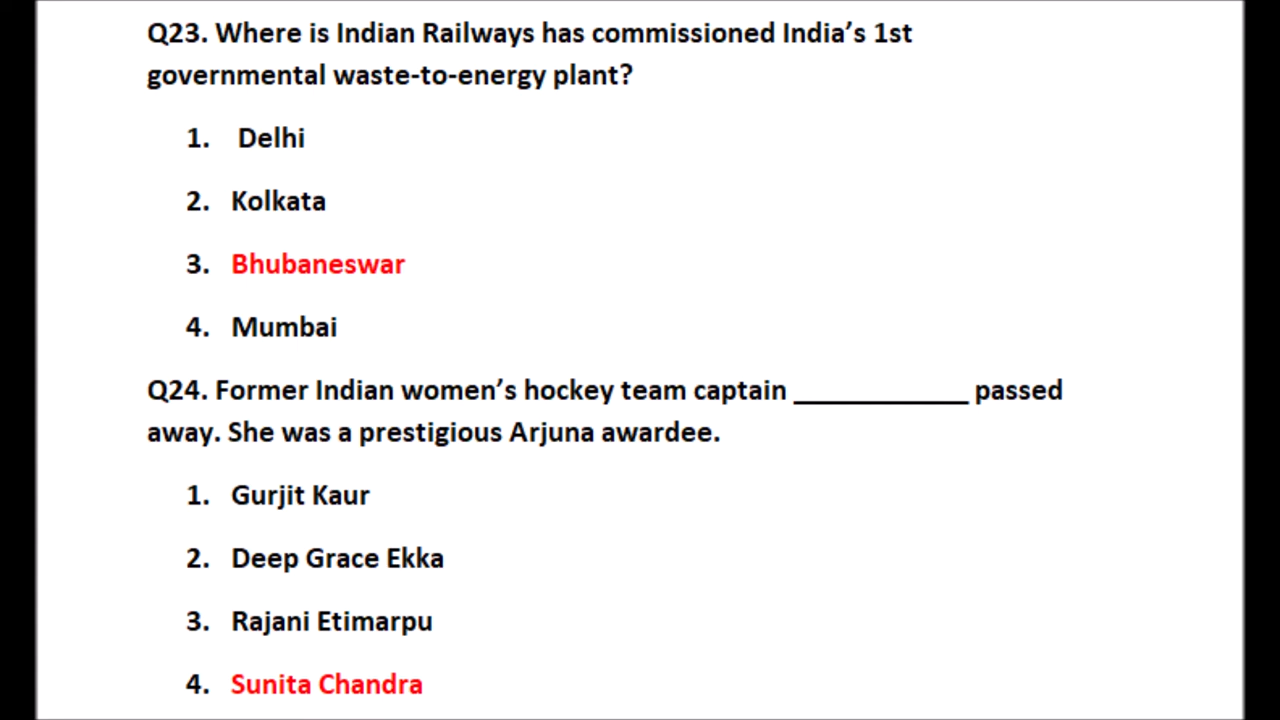 Q23. Where is Indian Railways has commissioned India’s 1st
governmental waste-to-energy plant?
1. Delhi
2. Kolkata
3. Bhubaneswar
4. Mumbai
Q24. Former Indian women’s hockey team captain ____________ passed
away. She was a prestigious Arjuna awardee.
1. Gurjit Kaur
2. Deep Grace Ekka
3. Rajani Etimarpu
4. Sunita Chandra